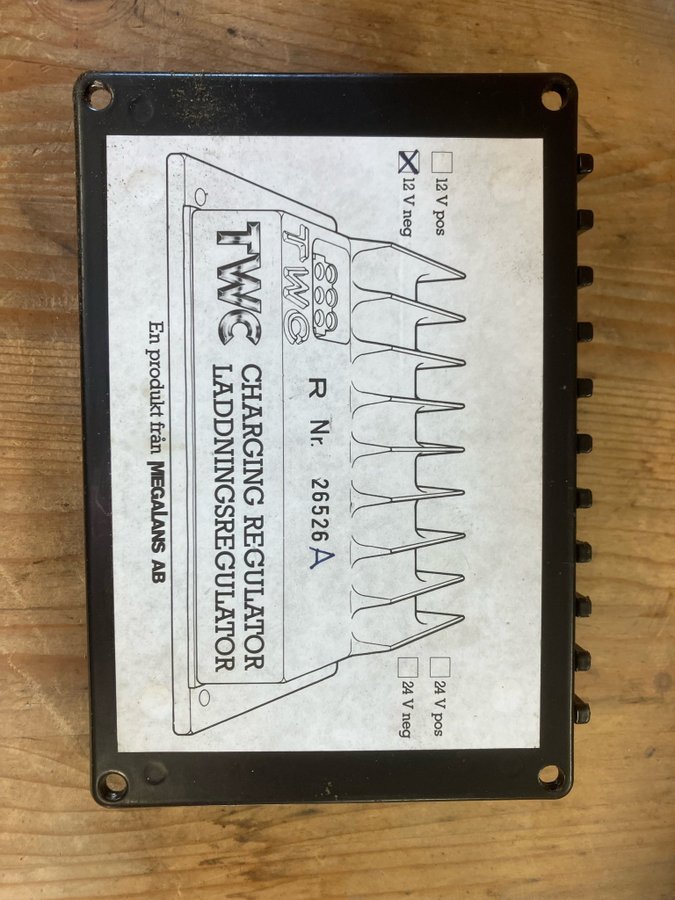 12 V pos
12 V neg
24 V pos
24 V neg
R Nr. 26526 A
TWC
TWC
CHARGING REGULATOR
LADDNINGSREGULATOR
En produkt från MEGALANS AB